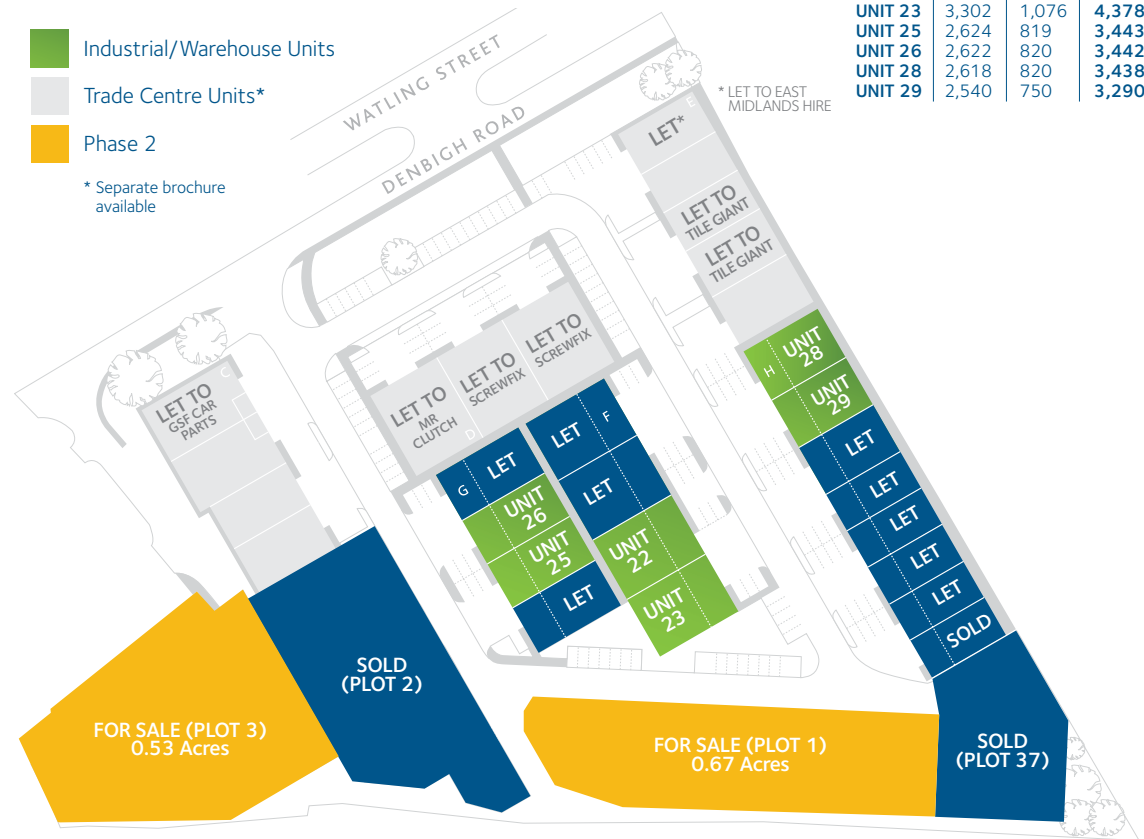 Industrial/Warehouse Units
Trade Centre Units*
Phase 2
* Separate brochure
available
UNIT 23 3,302 1,076 4,378
UNIT 25 2,624 819 3,443
UNIT 26 2,622 820 3,442
UNIT 28 2,618 820 3,438
UNIT 29 2,540 750 3,290
WATLING STREET
DENBIGH ROAD
* LET TO EAST
MIDLANDS HIRE
E
LET*
LET TO
TILE GIANT
LET TO
TILE GIANT
C
LET TO
GSF CAR
PARTS
LET TO
MR
CLUTCH
D
LET TO
SCREWFIX
LET TO
SCREWFIX
H
UNIT
28
UNIT
29
LET
LET
LET
LET
LET
SOLD
LET
F
LET
UNIT
22
UNIT
23
G
LET
UNIT
26
UNIT
25
LET
SOLD
(PLOT 2)
FOR SALE (PLOT 3)
0.53 Acres
FOR SALE (PLOT 1)
0.67 Acres
SOLD
(PLOT 37)